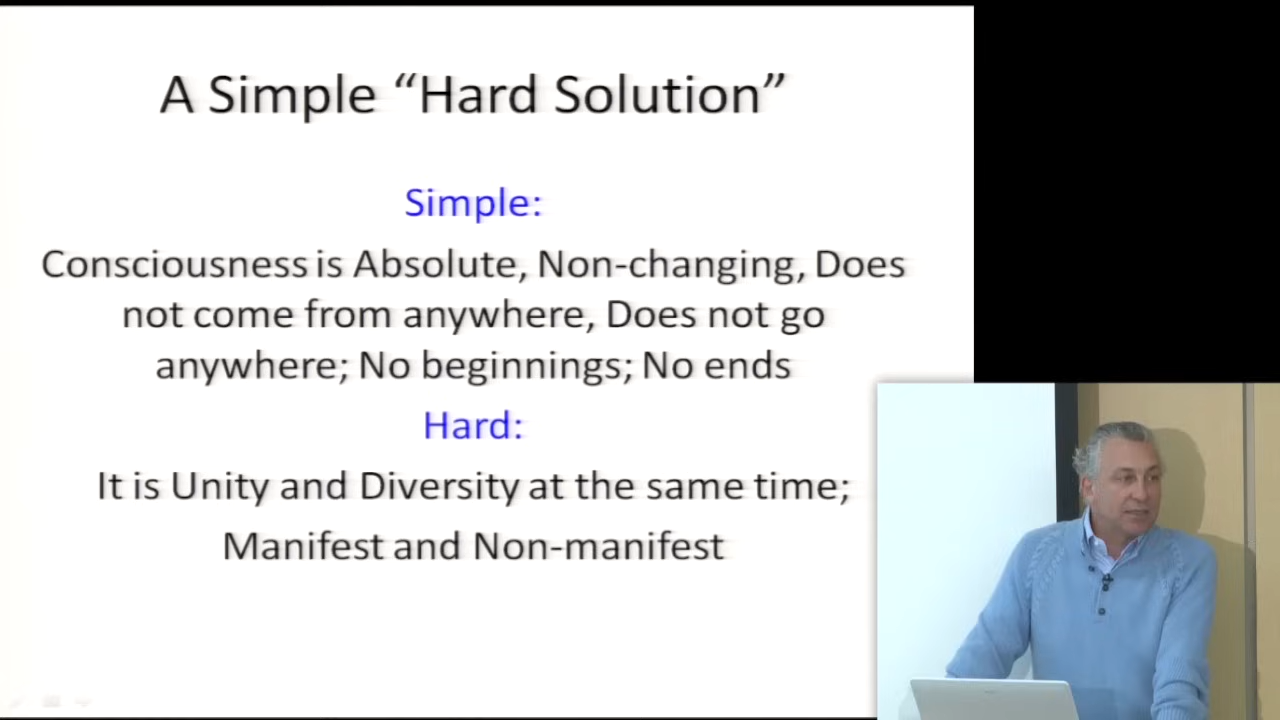 A Simple “Hard Solution”
Simple:
Consciousness is Absolute, Non-changing, Does
not come from anywhere, Does not go
anywhere; No beginnings; No ends
Hard:
It is Unity and Diversity at the same time;
Manifest and Non-manifest